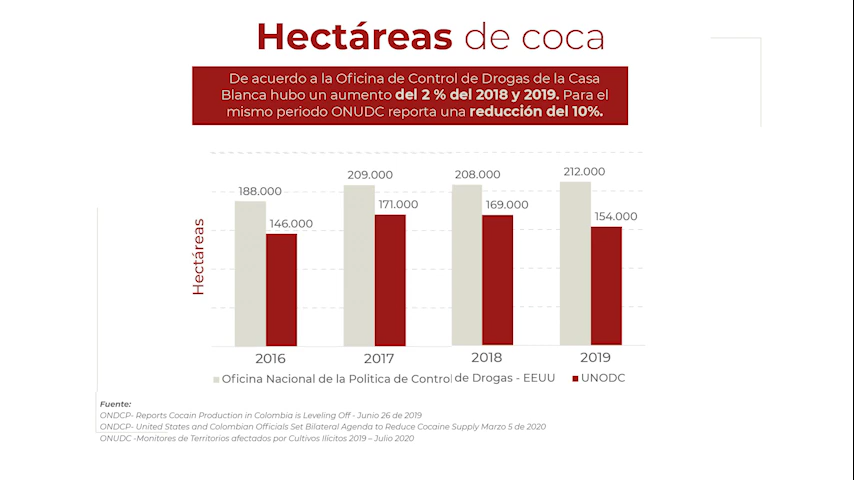 Hectáreas de coca
De acuerdo a la Oficina de Control de Drogas de la Casa
Blanca hubo un aumento del 2 % del 2018 y 2019. Para el
mismo periodo ONUDC reporta una reducción del 10%.
188.000
146.000
209.000
171.000
208.000
169.000
212.000
154.000
Hectáreas
2016
2017
2018
2019
Oficina Nacional de la Politica de Control de Drogas - EEUU
UNODC
Fuente:
ONDCP- Reports Cocain Production in Colombia is Leveling Off - Junio 26 de 2019
ONDCP- United States and Colombian Officials Set Bilateral Agenda to Reduce Cocaine Supply Marzo 5 de 2020
ONUDC -Monitores de Territorios afectados por Cultivos Ilícitos 2019 – Julio 2020